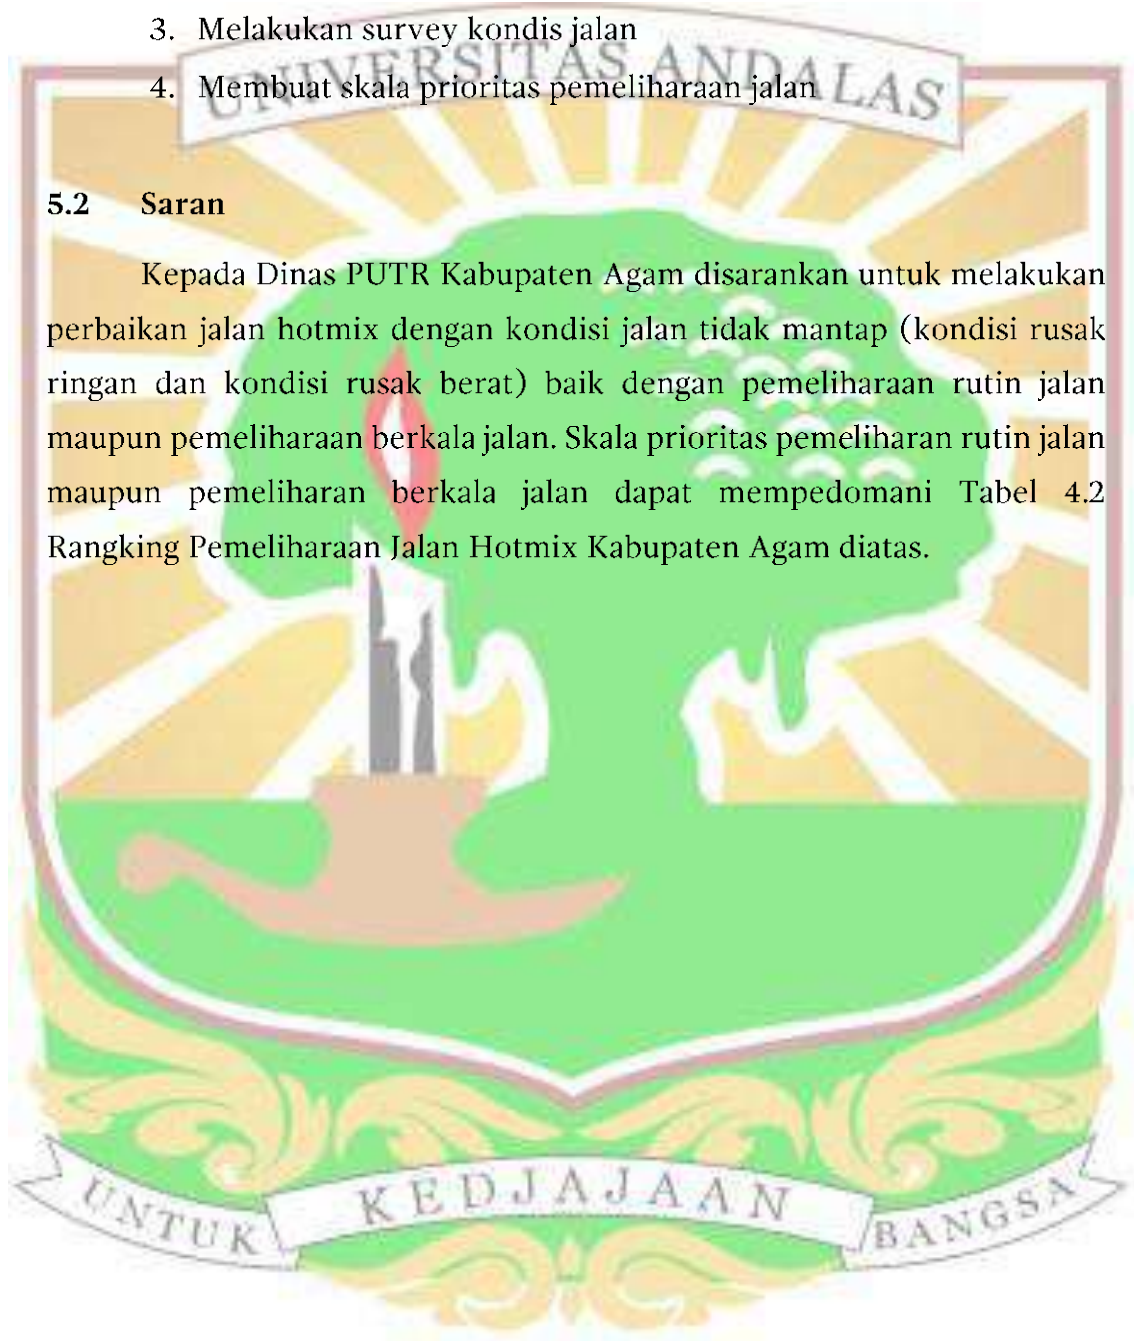 3. Melakukan survey kondis jalan
UNIVERSITAS ANDALAS
4. Membuat skala prioritas pemeliharaan jalan
5.2 Saran
Kepada Dinas PUTR Kabupaten Agam disarankan untuk melakukan
perbaikan jalan hotmix dengan kondisi jalan tidak mantap (kondisi rusak
ringan dan kondisi rusak berat) baik dengan pemeliharaan rutin jalan
maupun pemeliharaan berkala jalan. Skala prioritas pemeliharan rutin jalan
maupun pemeliharan berkala jalan dapat mempedomani Tabel 4.2
Rangking Pemeliharaan Jalan Hotmix Kabupaten Agam diatas.
UNTUK KEDJAJAAN BANGSA